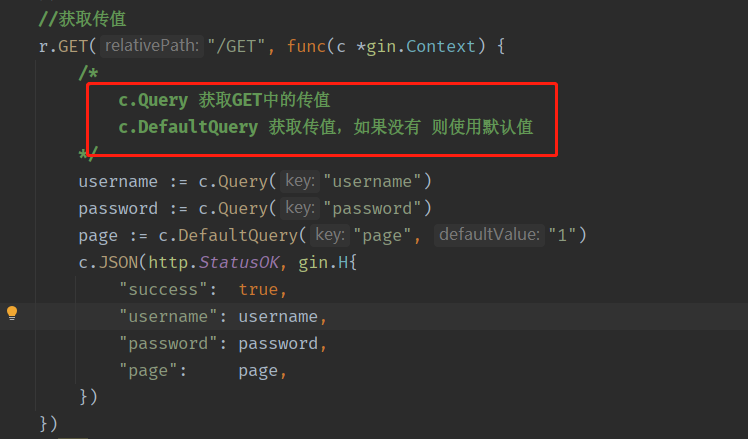 //获取传值
r.GET( relativePath: "/GET", func(c *gin.Context) {
/*
c.Query 获取GET中的传值
c.DefaultQuery 获取传值，如果没有 则使用默认值
*/
username := c.Query( key: "username")
password := c.Query( key: "password")
page := c.DefaultQuery( key: "page", defaultValue: "1")
c.JSON(http.StatusOK, gin.H{
"success": true,
"username": username,
"password": password,
"page": page,
})
})